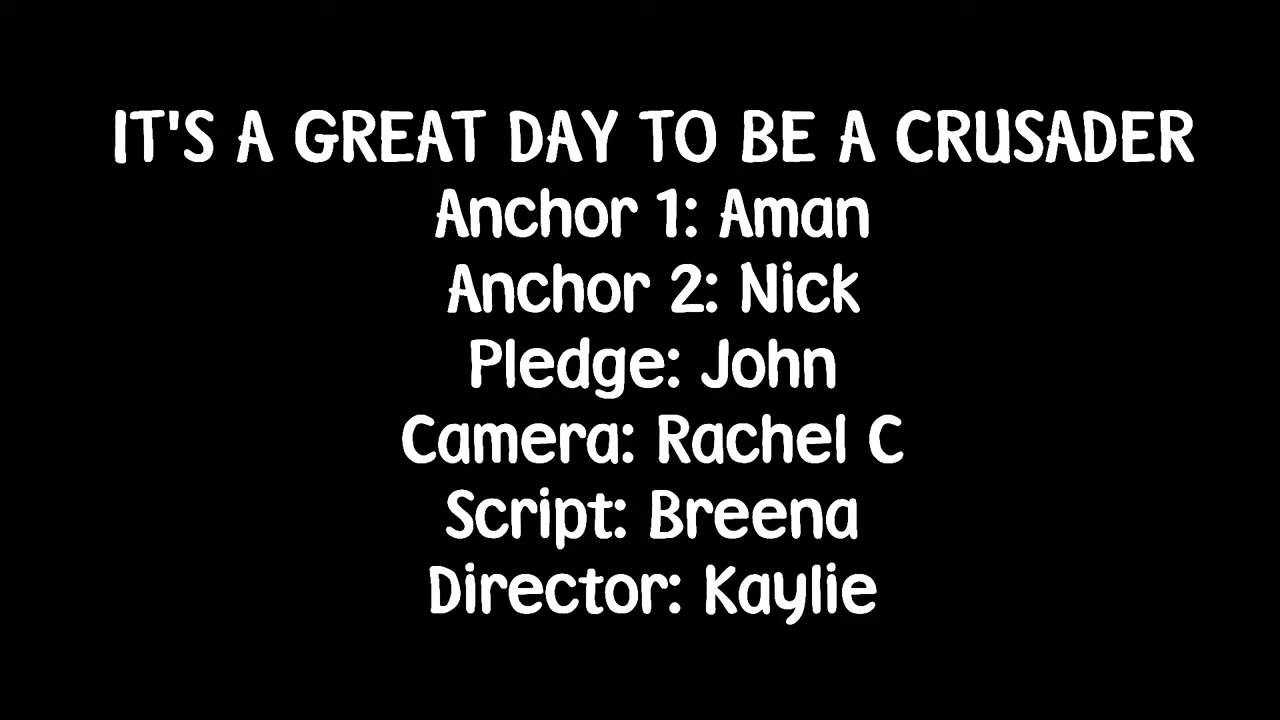 IT'S A GREAT DAY TO BE A CRUSADER
Anchor 1: Aman
Anchor 2: Nick
Pledge: John
Camera: Rachel C
Script: Breena
Director: Kaylie